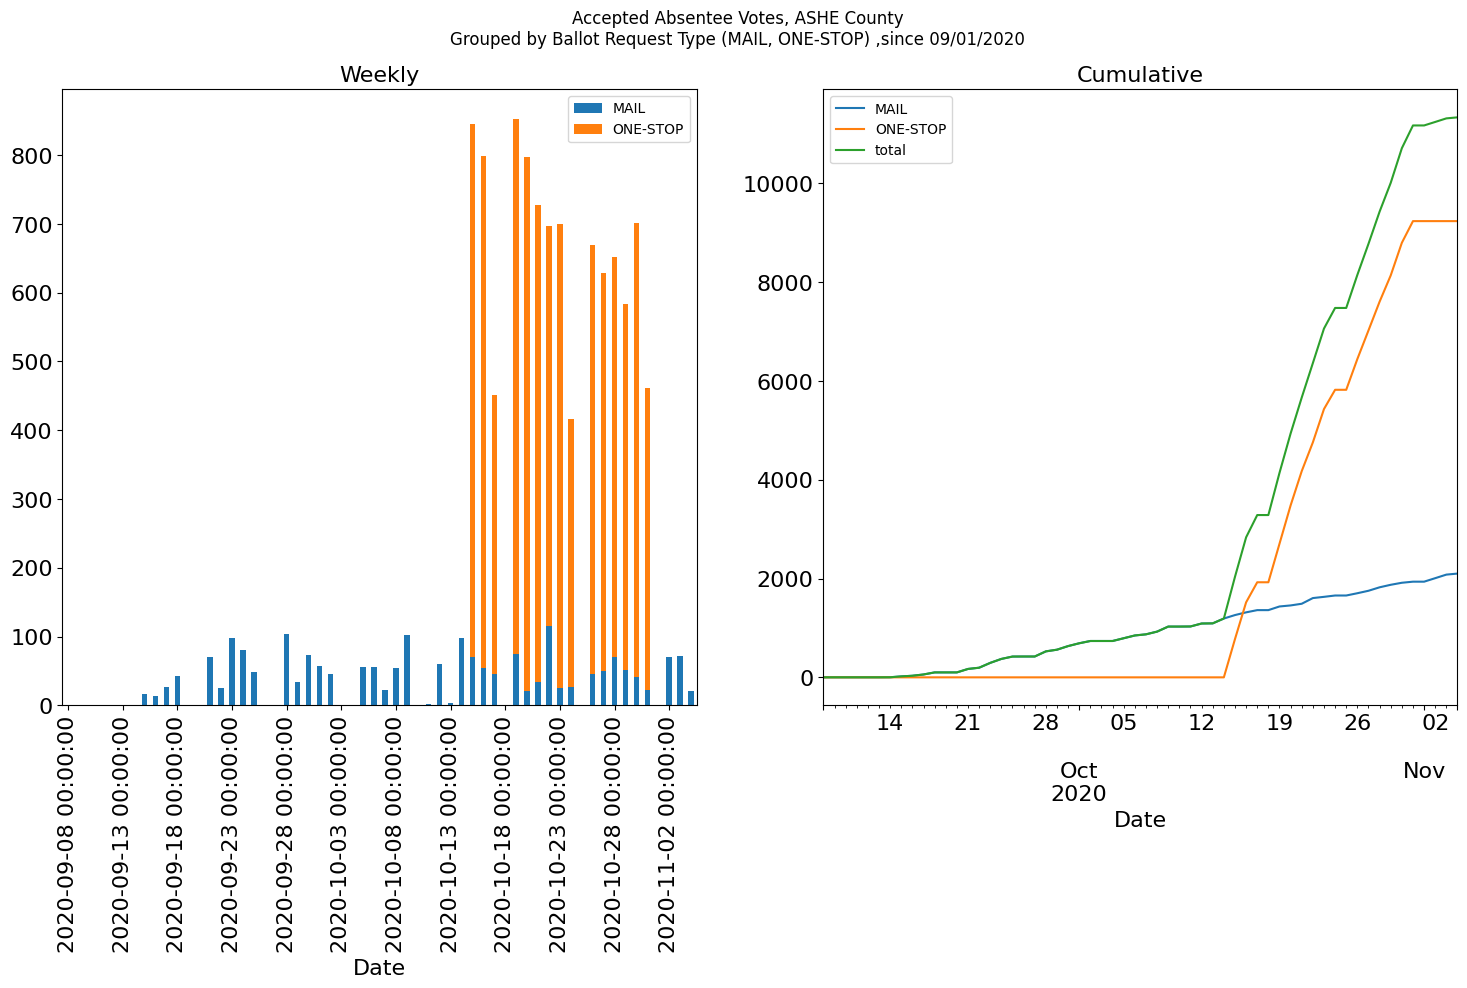 Accepted Absentee Votes, ASHE County
Grouped by Ballot Request Type (MAIL, ONE-STOP) ,since 09/01/2020
Weekly
MAIL
ONE-STOP
800
700
600
500
400
300
200
100
0
2020-09-08 00:00:00
2020-09-13 00:00:00
2020-09-18 00:00:00
2020-09-23 00:00:00
2020-09-28 00:00:00
2020-10-03 00:00:00
2020-10-08 00:00:00
2020-10-13 00:00:00
2020-10-18 00:00:00
2020-10-23 00:00:00
2020-10-28 00:00:00
2020-11-02 00:00:00
Date
Cumulative
MAIL
ONE-STOP
total
10000
8000
6000
4000
2000
0
14 21 28 05 12 19 26 02
Oct Nov
2020
Date